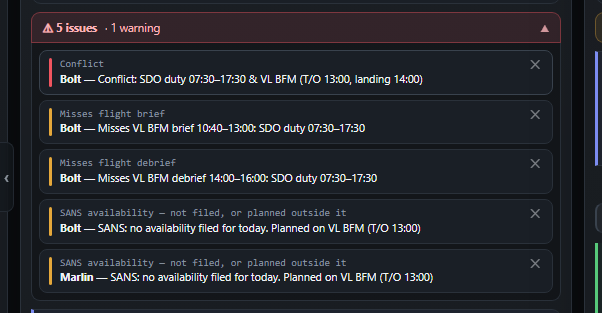 ⚠ 5 issues · 1 warning ▲
Conflict
Bolt — Conflict: SDO duty 07:30–17:30 & VL BFM (T/O 13:00, landing 14:00)
Misses flight brief
Bolt — Misses VL BFM brief 10:40–13:00: SDO duty 07:30–17:30
Misses flight debrief
Bolt — Misses VL BFM debrief 14:00–16:00: SDO duty 07:30–17:30
SANS availability — not filed, or planned outside it
Bolt — SANS: no availability filed for today. Planned on VL BFM (T/O 13:00)
SANS availability — not filed, or planned outside it
Marlin — SANS: no availability filed for today. Planned on VL BFM (T/O 13:00)